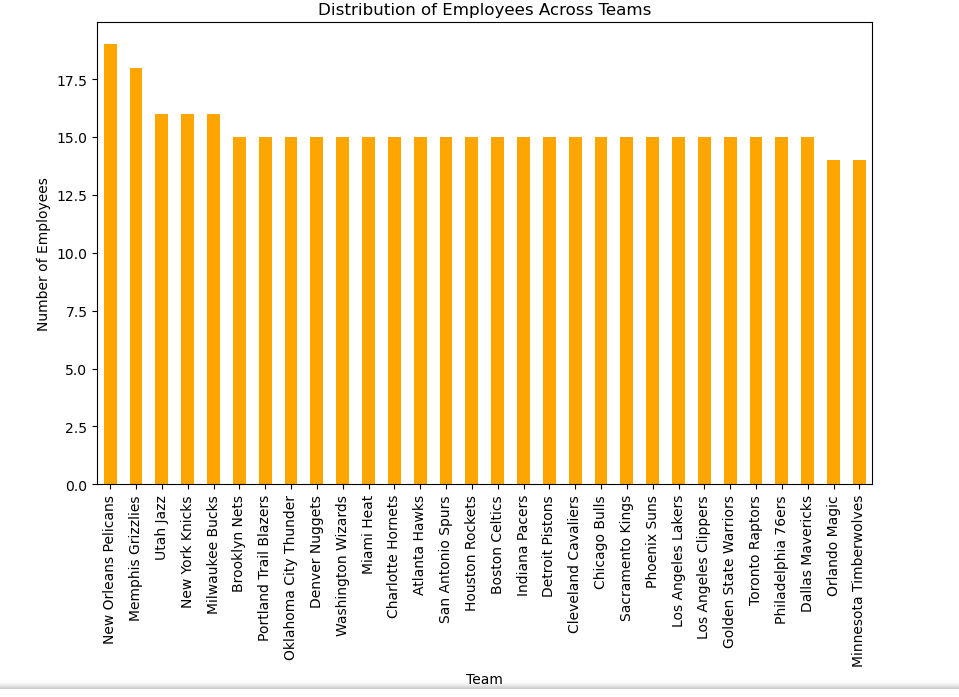 Distribution of Employees Across Teams
Number of Employees
17.5
15.0
12.5
10.0
7.5
5.0
2.5
0.0
New Orleans Pelicans
Memphis Grizzlies
Utah Jazz
New York Knicks
Milwaukee Bucks
Brooklyn Nets
Portland Trail Blazers
Oklahoma City Thunder
Denver Nuggets
Washington Wizards
Miami Heat
Charlotte Hornets
Atlanta Hawks
San Antonio Spurs
Houston Rockets
Boston Celtics
Indiana Pacers
Detroit Pistons
Cleveland Cavaliers
Chicago Bulls
Sacramento Kings
Phoenix Suns
Los Angeles Lakers
Los Angeles Clippers
Golden State Warriors
Toronto Raptors
Philadelphia 76ers
Dallas Mavericks
Orlando Magic
Minnesota Timberwolves
Team